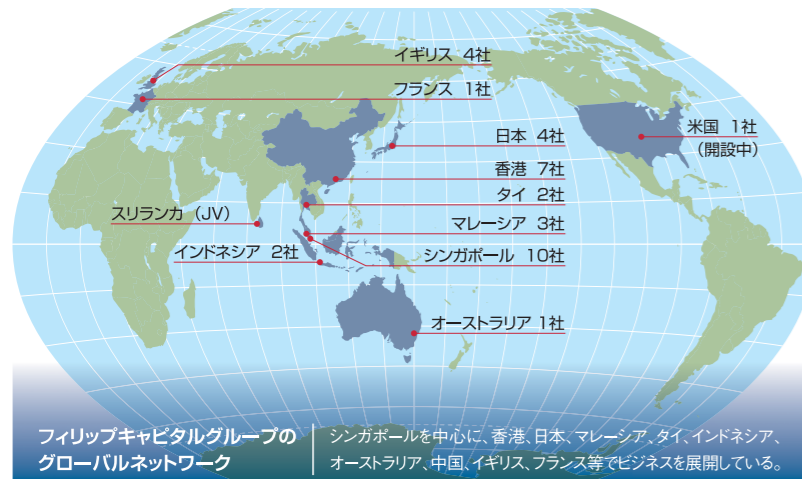 イギリス 4社
フランス 1社
日本 4社
米国 1社
（開設中）
香港 7社
タイ 2社
スリランカ（JV）
マレーシア 3社
インドネシア 2社
シンガポール 10社
オーストラリア 1社
フィリップキャピタルグループの
グローバルネットワーク
シンガポールを中心に、香港、日本、マレーシア、タイ、インドネシア、
オーストラリア、中国、イギリス、フランス等でビジネスを展開している。